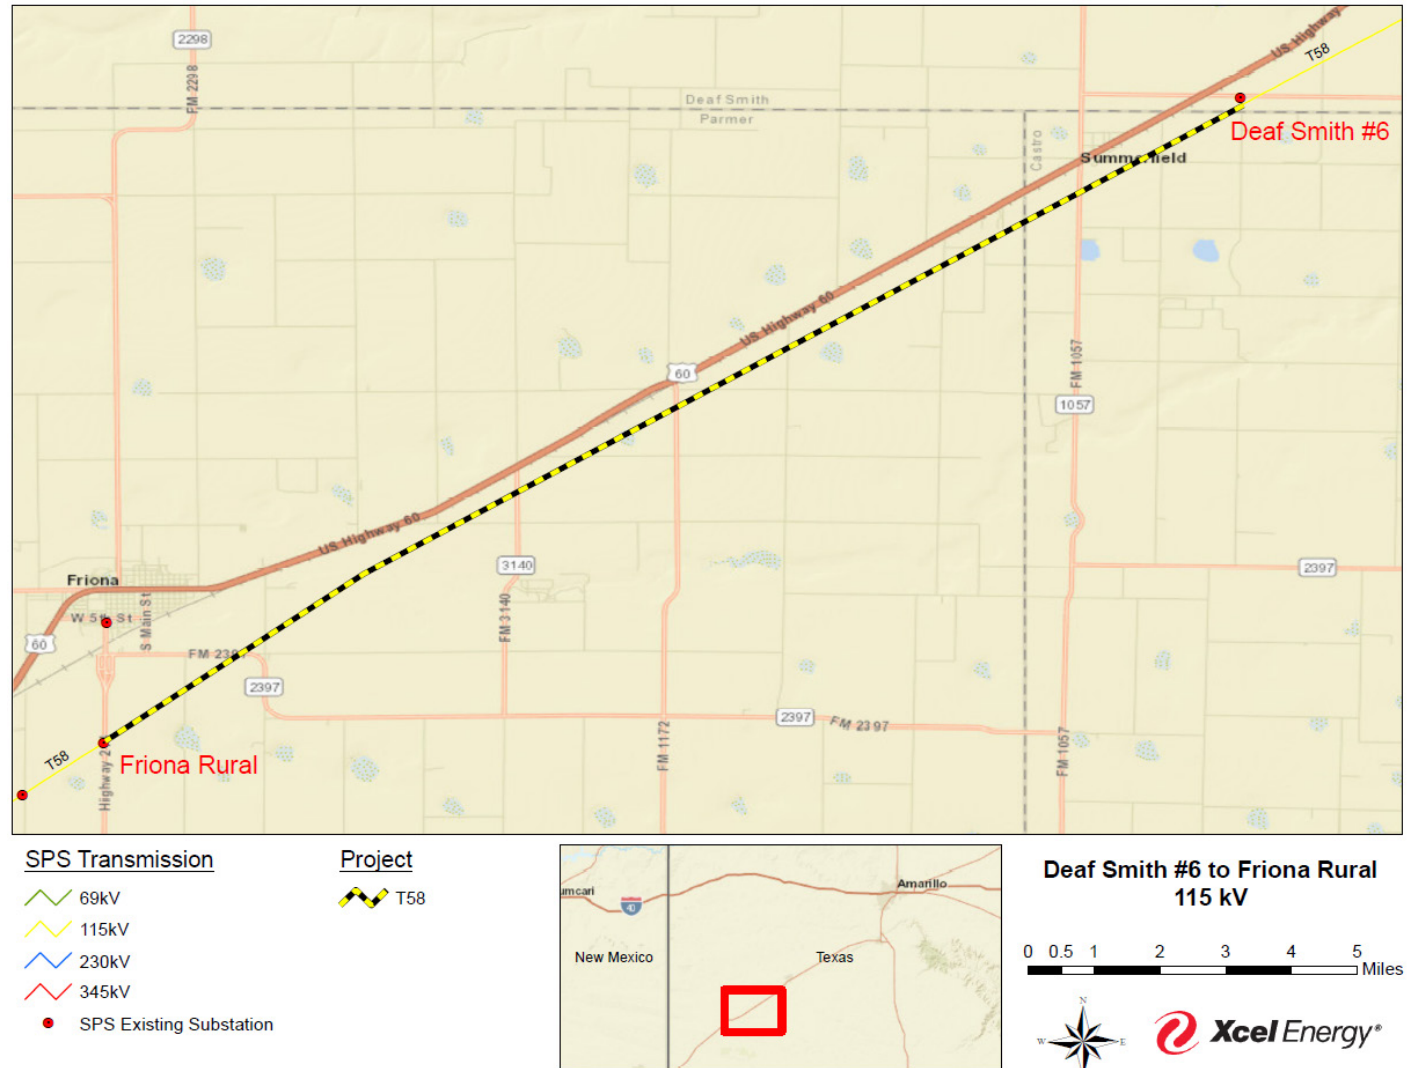 2298
US Highway
T58
FM 2298
Deaf Smith
Parmer
Deaf Smith #6
Castro
Summerfield
US Highway 60
60
FM 1057
1057
US Highway 60
3140
2397
Friona
W 5th St
S Main St
FM 3140
60
FM 2397
2397
2397
FM 2397
FM 1172
FM 1057
T58
Friona Rural
Highway 2
SPS Transmission
69kV
115kV
230kV
345kV
SPS Existing Substation
Project
T58
umcari
40
Amarillo
New Mexico
Texas
Deaf Smith #6 to Friona Rural
115 kV
0 0.5 1 2 3 4 5
Miles
N
W E
Xcel Energy®